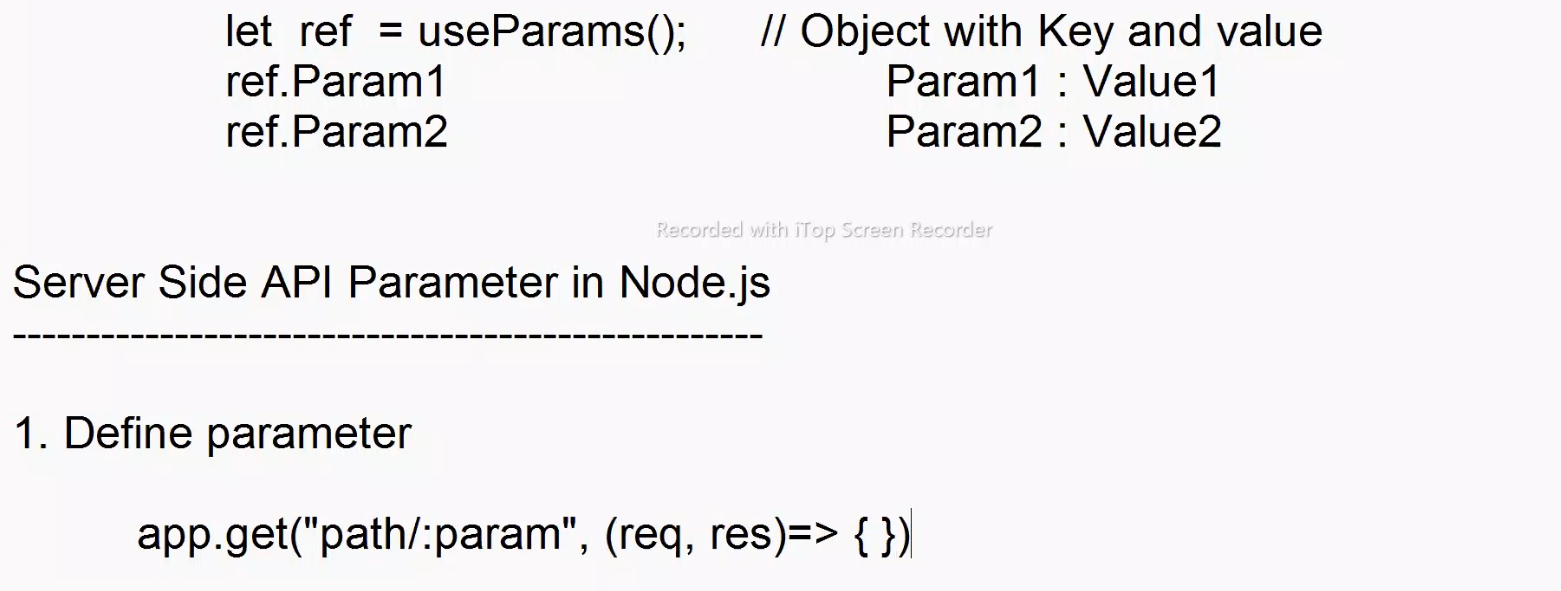 let ref = useParams(); // Object with Key and value
ref.Param1 Param1 : Value1
ref.Param2 Param2 : Value2
Recorded with iTop Screen Recorder
Server Side API Parameter in Node.js
---------------------------------------------------
1. Define parameter
app.get("path/:param", (req, res)=> { })